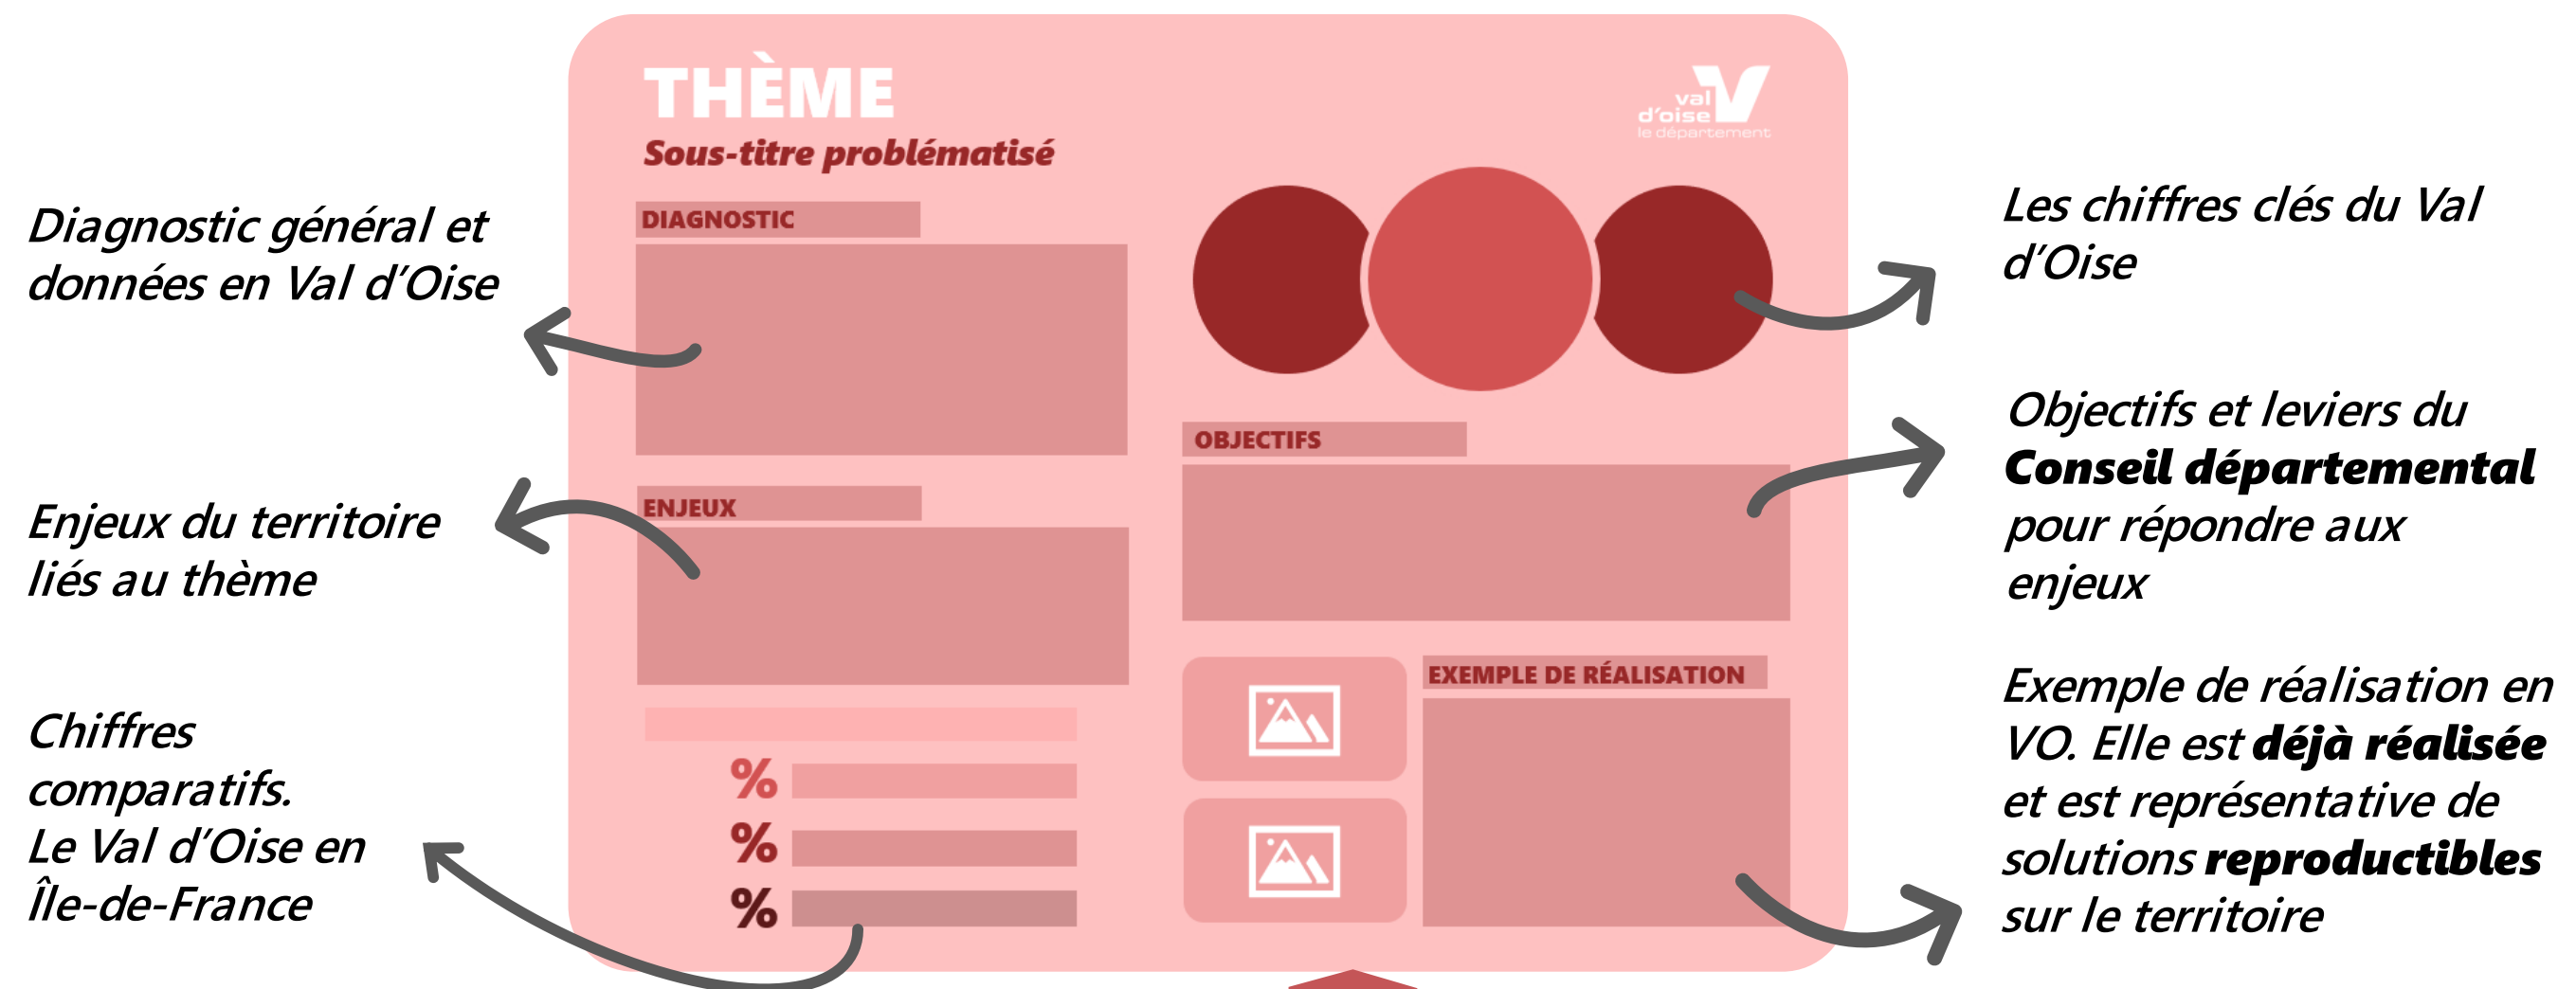 THÈME
Sous-titre problématisé
val
d'oise
le département
DIAGNOSTIC
ENJEUX
%
%
%
OBJECTIFS
EXEMPLE DE RÉALISATION
Diagnostic général et
données en Val d'Oise
Enjeux du territoire
liés au thème
Chiffres
comparatifs.
Le Val d'Oise en
Île-de-France
Les chiffres clés du Val
d'Oise
Objectifs et leviers du
Conseil départemental
pour répondre aux
enjeux
Exemple de réalisation en
VO. Elle est déjà réalisée
et est représentative de
solutions reproductibles
sur le territoire